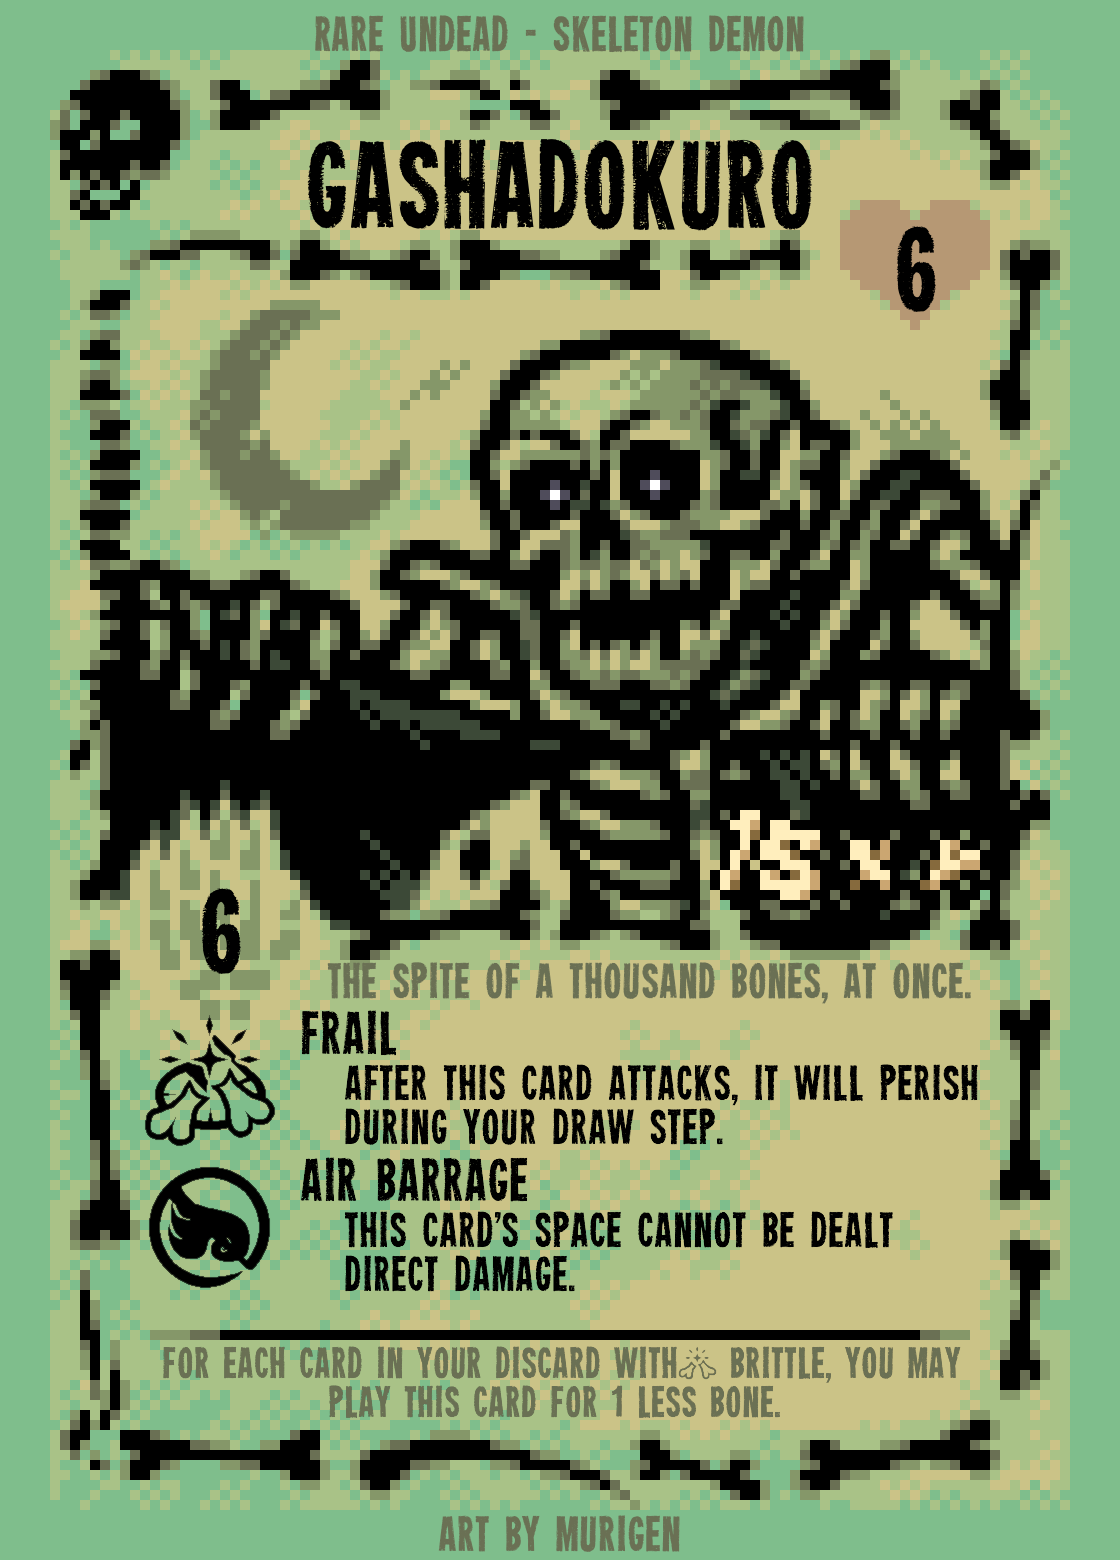 RARE UNDEAD - SKELETON DEMON
GASHADOKURO
6
15 x
6
THE SPITE OF A THOUSAND BONES, AT ONCE.
FRAIL
AFTER THIS CARD ATTACKS, IT WILL PERISH
DURING YOUR DRAW STEP.
AIR BARRAGE
THIS CARD'S SPACE CANNOT BE DEALT
DIRECT DAMAGE.
FOR EACH CARD IN YOUR DISCARD WITH BRITTLE, YOU MAY
PLAY THIS CARD FOR 1 LESS BONE.
ART BY MURIGEN